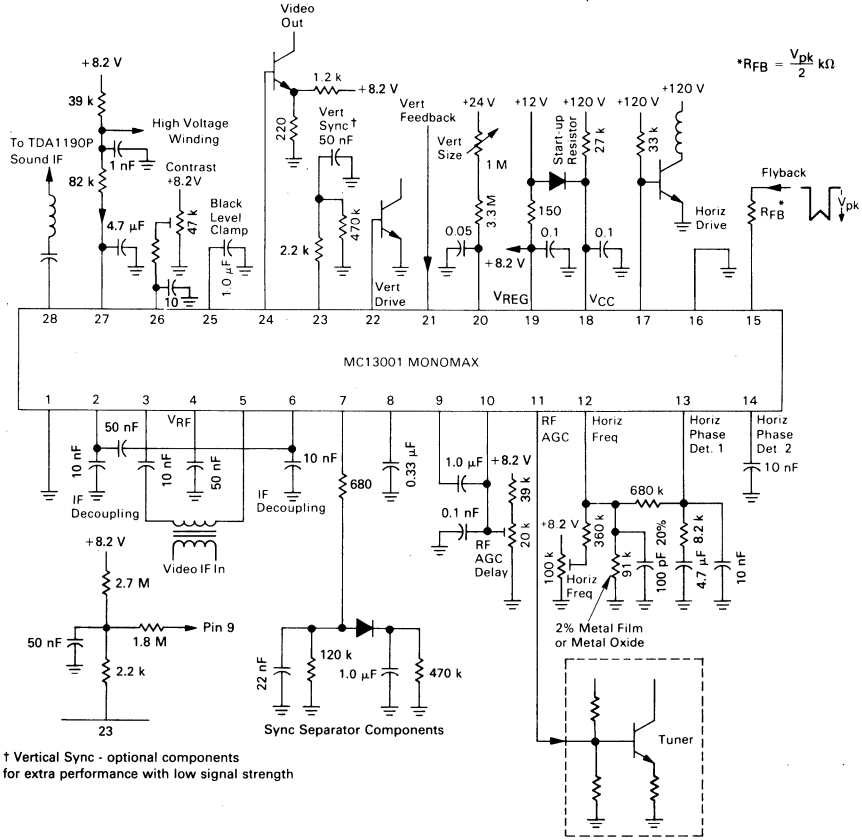 Video
Out
+8.2 V
39 k
High Voltage
Winding
1 nF
To TDA1190P
Sound IF
82 k
4.7 µF
Contrast
+8.2V
47 k
10
Black
Level
Clamp
1.0 µF
1.2 k
+8.2 V
220
Vert
Sync†
50 nF
2.2 k
470 k
Vert
Drive
Vert
Feedback
+24 V
Vert
Size
1 M
3.3 M
0.05
+12 V
Start-up
Resistor
150
0.1
+8.2 V
+120 V
27 k
0.1
+120 V
33 k
+120 V
Horiz
Drive
*RFB = Vpk/2 kΩ
Flyback
RFB*
Vpk
VREG
VCC
28 27 26 25 24 23 22 21 20 19 18 17 16 15
MC13001 MONOMAX
1 2 3 4 5 6 7 8 9 10 11 12 13 14
VRF
RF
AGC
Horiz
Freq
Horiz
Phase
Det. 1
Horiz
Phase
Det. 2
10 nF
50 nF
10 nF
10 nF
50 nF
10 nF
IF
Decoupling
IF
Decoupling
Video IF In
680
0.33 µF
1.0 µF
+8.2 V
39 k
0.1 nF
20 k
RF
AGC
Delay
+8.2 V
100 k
Horiz
Freq
360 k
680 k
91 k
100 pF 20%
8.2 k
4.7 µF
10 nF
2% Metal Film
or Metal Oxide
+8.2 V
2.7 M
1.8 M
Pin 9
50 nF
2.2 k
23
22 nF
120 k
1.0 µF
470 k
Sync Separator Components
Tuner
† Vertical Sync - optional components
for extra performance with low signal strength